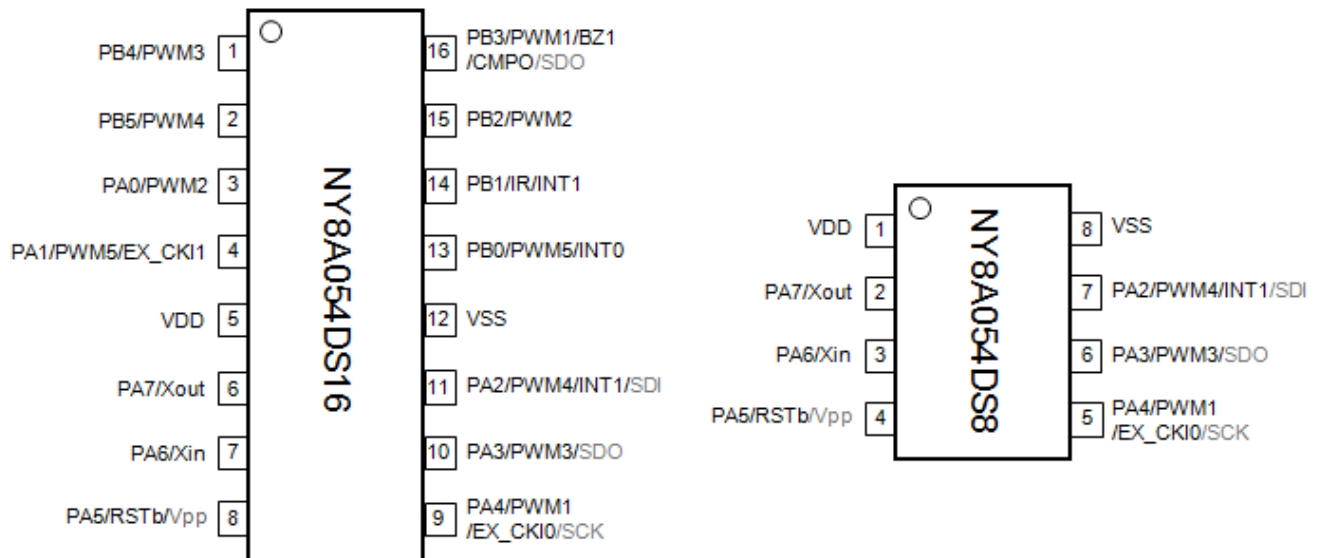 PB4/PWM3 1
PB5/PWM4 2
PA0/PWM2 3
PA1/PWM5/EX_CKI1 4
VDD 5
PA7/Xout 6
PA6/Xin 7
PA5/RSTb/Vpp 8
NY8A054DS16
16 PB3/PWM1/BZ1
/CMPO/SDO
15 PB2/PWM2
14 PB1/IR/INT1
13 PB0/PWM5/INT0
12 VSS
11 PA2/PWM4/INT1/SDI
10 PA3/PWM3/SDO
9 PA4/PWM1
/EX_CKI0/SCK
VDD 1
PA7/Xout 2
PA6/Xin 3
PA5/RSTb/Vpp 4
NY8A054DS8
8 VSS
7 PA2/PWM4/INT1/SDI
6 PA3/PWM3/SDO
5 PA4/PWM1
/EX_CKI0/SCK